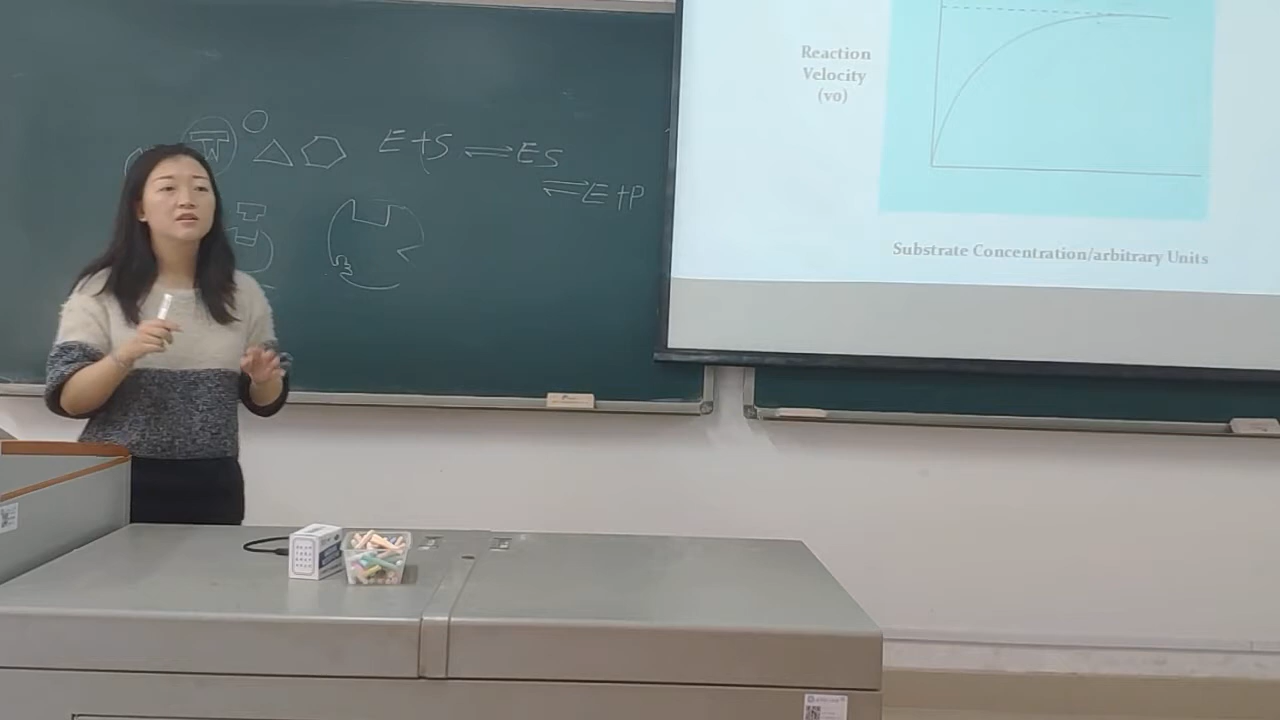 E+S ⇌ ES
⇌ E+P
Reaction
Velocity
(vo)
Substrate Concentration/arbitrary Units